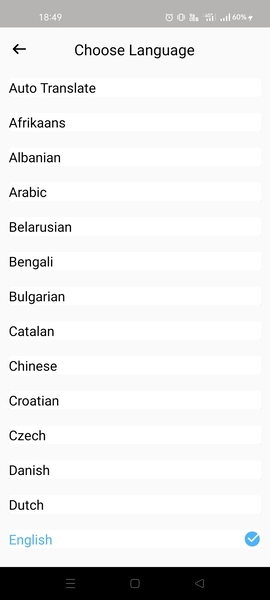 18:49
60%
Choose Language
Auto Translate
Afrikaans
Albanian
Arabic
Belarusian
Bengali
Bulgarian
Catalan
Chinese
Croatian
Czech
Danish
Dutch
English